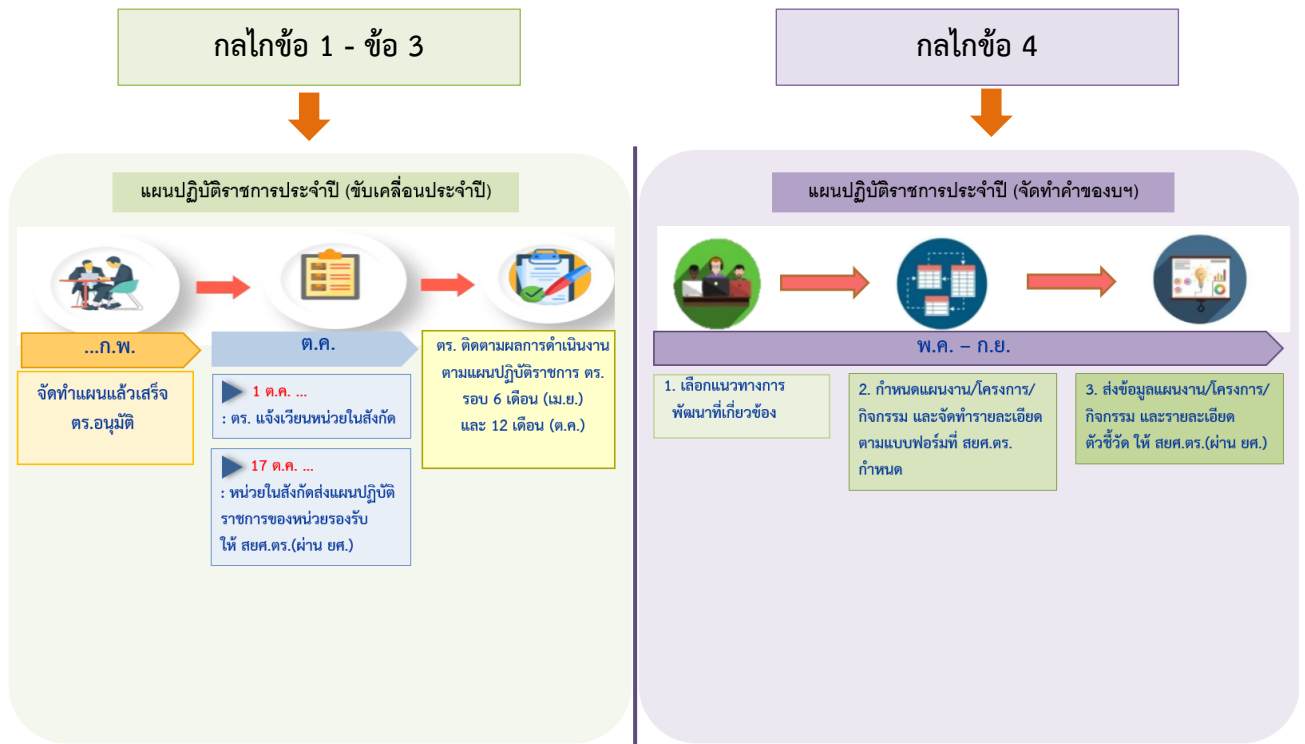 กลไกข้อ 1 - ข้อ 3
แผนปฏิบัติราชการประจำปี (ขับเคลื่อนประจำปี)
...ก.พ.
จัดทำแผนแล้วเสร็จ
ตร.อนุมัติ
ต.ค.
1 ต.ค. ...
: ตร. แจ้งเวียนหน่วยในสังกัด
17 ต.ค. ...
: หน่วยในสังกัดส่งแผนปฏิบัติ
ราชการของหน่วยรองรับ
ให้ สยศ.ตร.(ผ่าน ยศ.)
ตร. ติดตามผลการดำเนินงาน
ตามแผนปฏิบัติราชการ ตร.
รอบ 6 เดือน (เม.ย.)
และ 12 เดือน (ต.ค.)
กลไกข้อ 4
แผนปฏิบัติราชการประจำปี (จัดทำคำของบฯ)
พ.ค. – ก.ย.
1. เลือกแนวทางการ
พัฒนาที่เกี่ยวข้อง
2. กำหนดแผนงาน/โครงการ/
กิจกรรม และจัดทำรายละเอียด
ตามแบบฟอร์มที่ สยศ.ตร.
กำหนด
3. ส่งข้อมูลแผนงาน/โครงการ/
กิจกรรม และรายละเอียด
ตัวชี้วัด ให้ สยศ.ตร.(ผ่าน ยศ.)